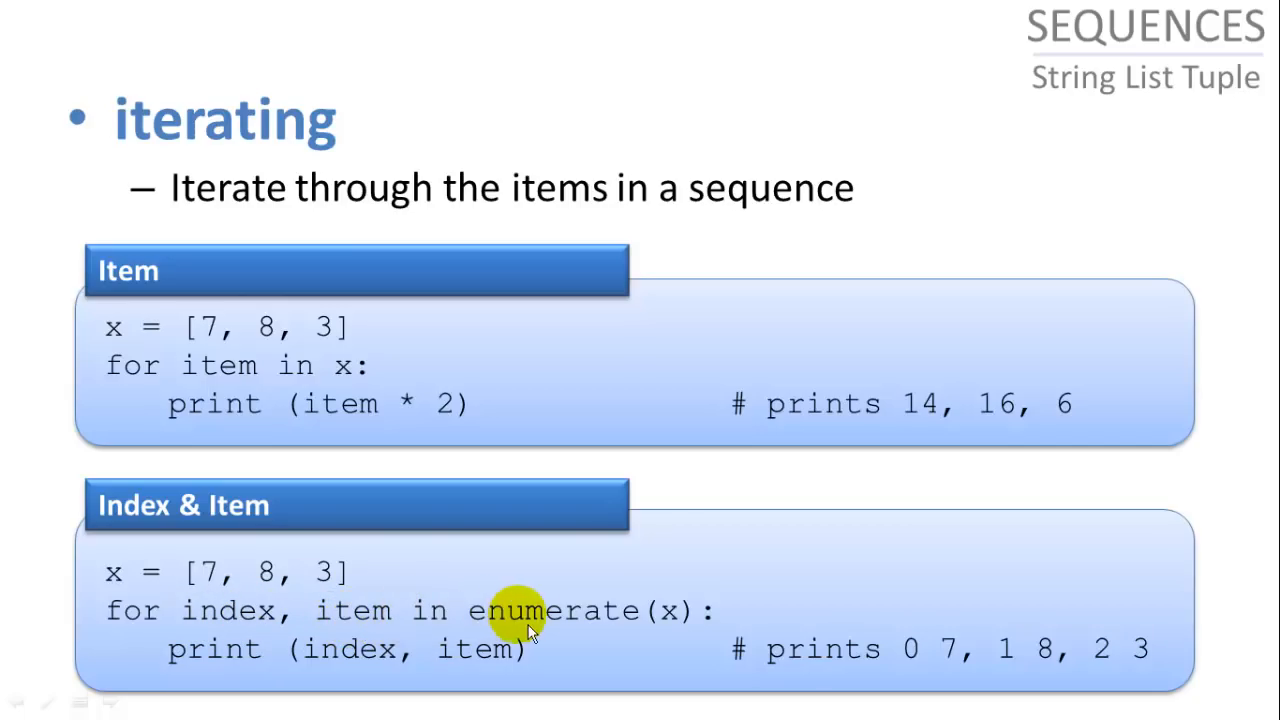 SEQUENCES
String List Tuple
• iterating
– Iterate through the items in a sequence
Item
x = [7, 8, 3]
for item in x:
    print (item * 2)              # prints 14, 16, 6
Index & Item
x = [7, 8, 3]
for index, item in enumerate(x):
    print (index, item)           # prints 0 7, 1 8, 2 3